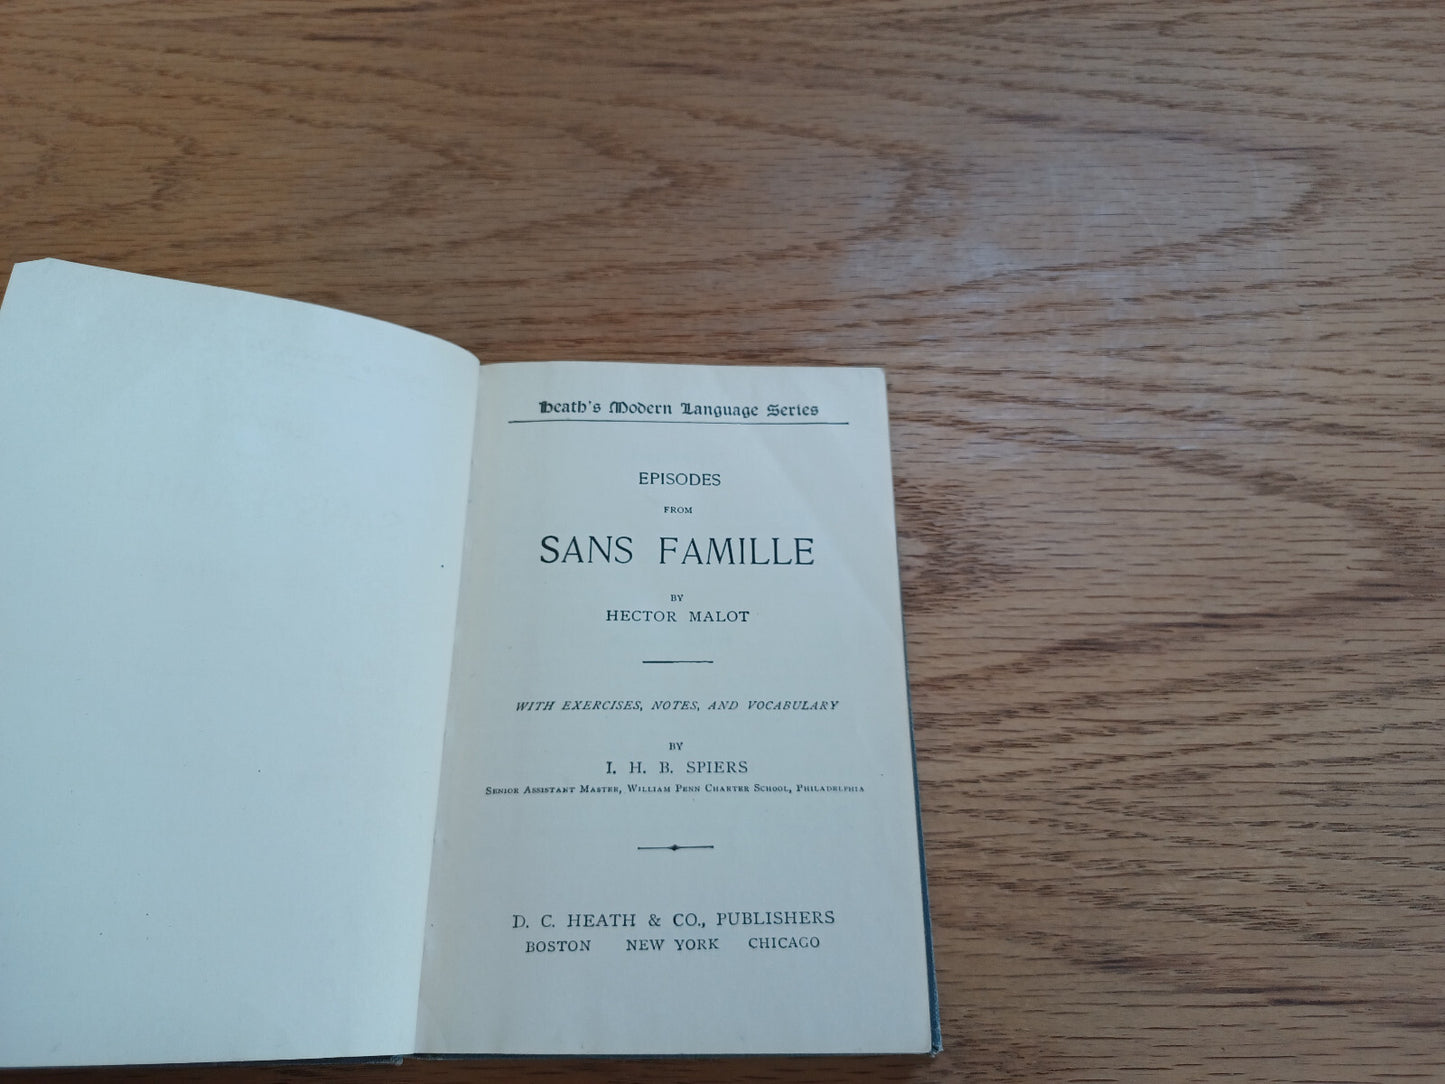 Heath's Modern Language Series
EPISODES
FROM
SANS FAMILLE
BY
HECTOR MALOT
WITH EXERCISES, NOTES, AND VOCABULARY
BY
I. H. B. SPIERS
SENIOR ASSISTANT MASTER, WILLIAM PENN CHARTER SCHOOL, PHILADELPHIA
D. C. HEATH & CO., PUBLISHERS
BOSTON NEW YORK CHICAGO